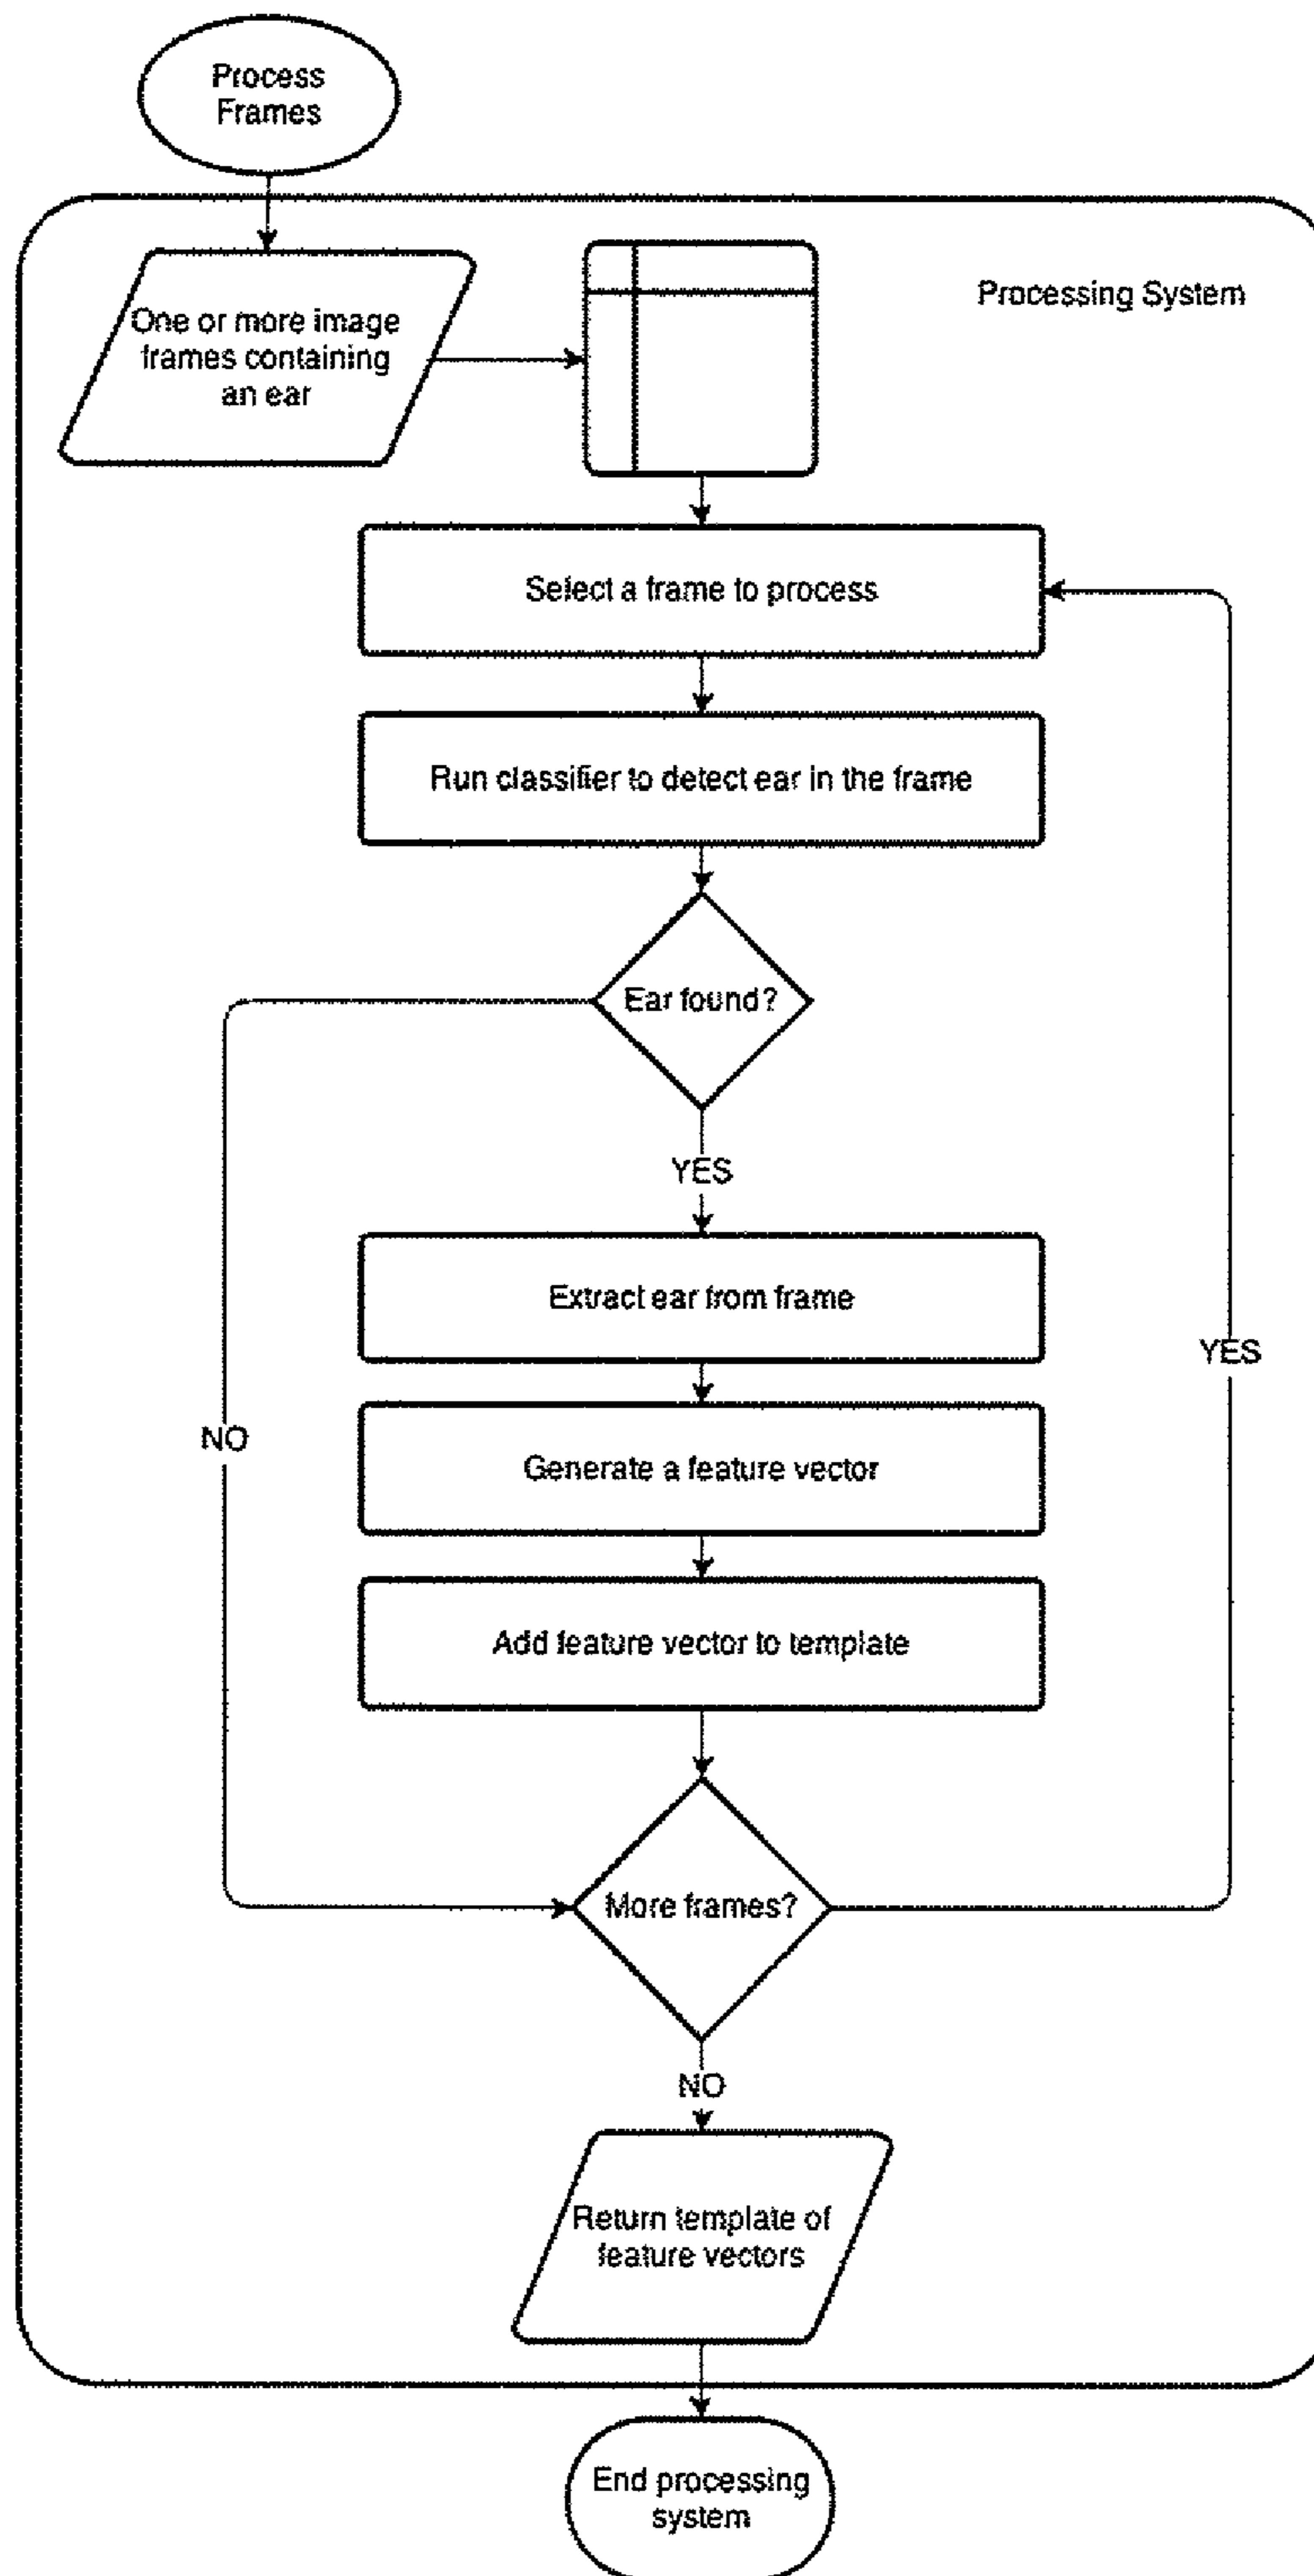 Process
Frames
Processing System
One or more image
frames containing
an ear
Select a frame to process
Run classifier to detect ear in the frame
Ear found?
YES
Extract ear from frame
YES
Generate a feature vector
NO
Add feature vector to template
More frames?
NO
Return template of
feature vectors
End processing
system